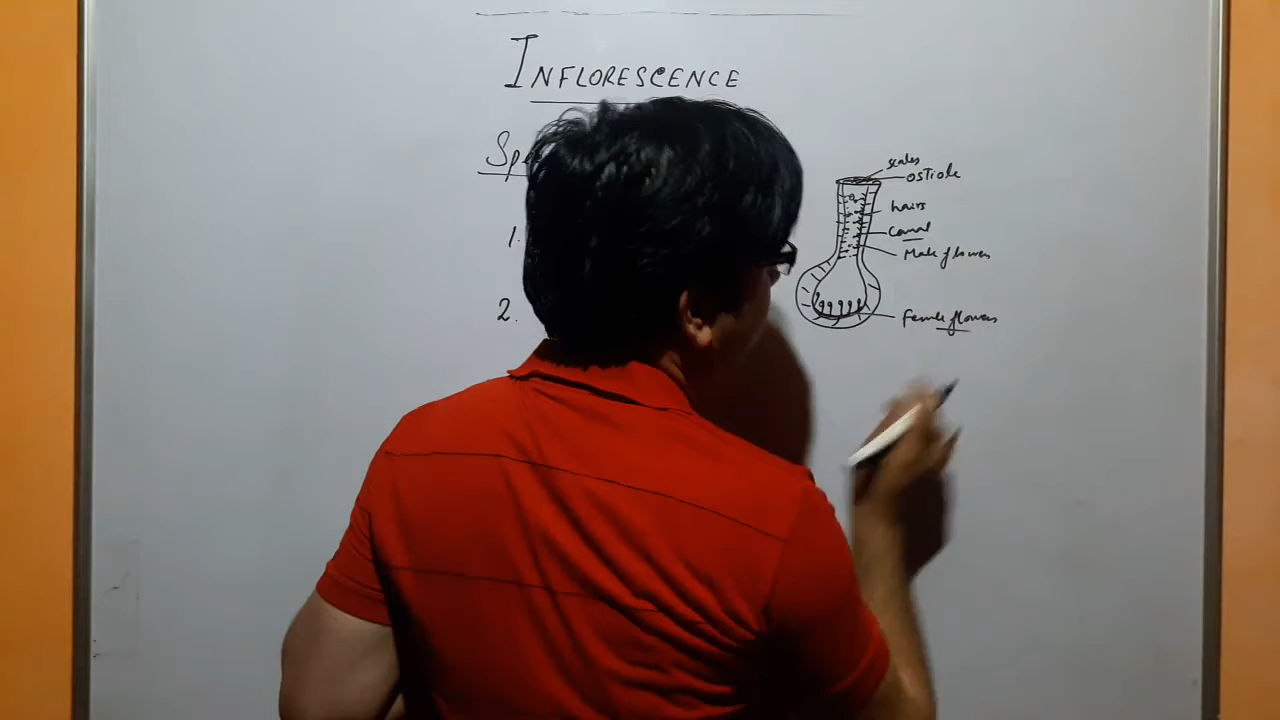 INFLORESCENCE
1.
2.
scales
OSTiole
hairs
Canal
Male flowers
Female flowers